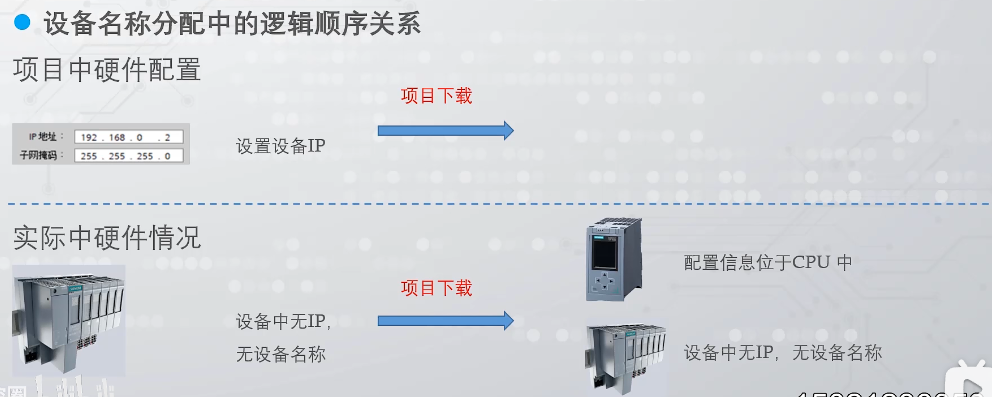 设备名称分配中的逻辑顺序关系
项目中硬件配置
项目下载
IP 地址： 192 . 168 . 0 . 2
子网掩码： 255 . 255 . 255 . 0
设置设备IP
实际中硬件情况
配置信息位于CPU 中
项目下载
设备中无IP，
无设备名称
设备中无IP，无设备名称